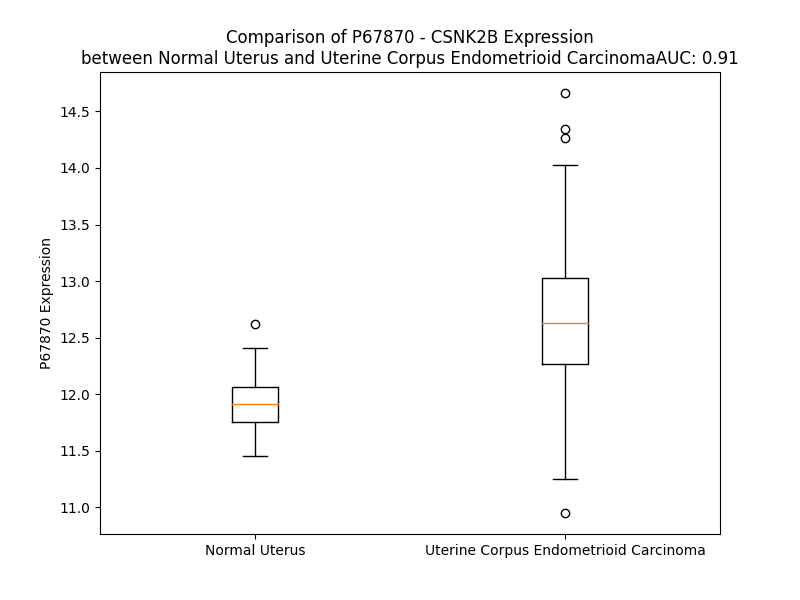 Comparison of P67870 - CSNK2B Expression
between Normal Uterus and Uterine Corpus Endometrioid CarcinomaAUC: 0.91
14.5
14.0
13.5
13.0
12.5
12.0
11.5
11.0
P67870 Expression
Normal Uterus
Uterine Corpus Endometrioid Carcinoma